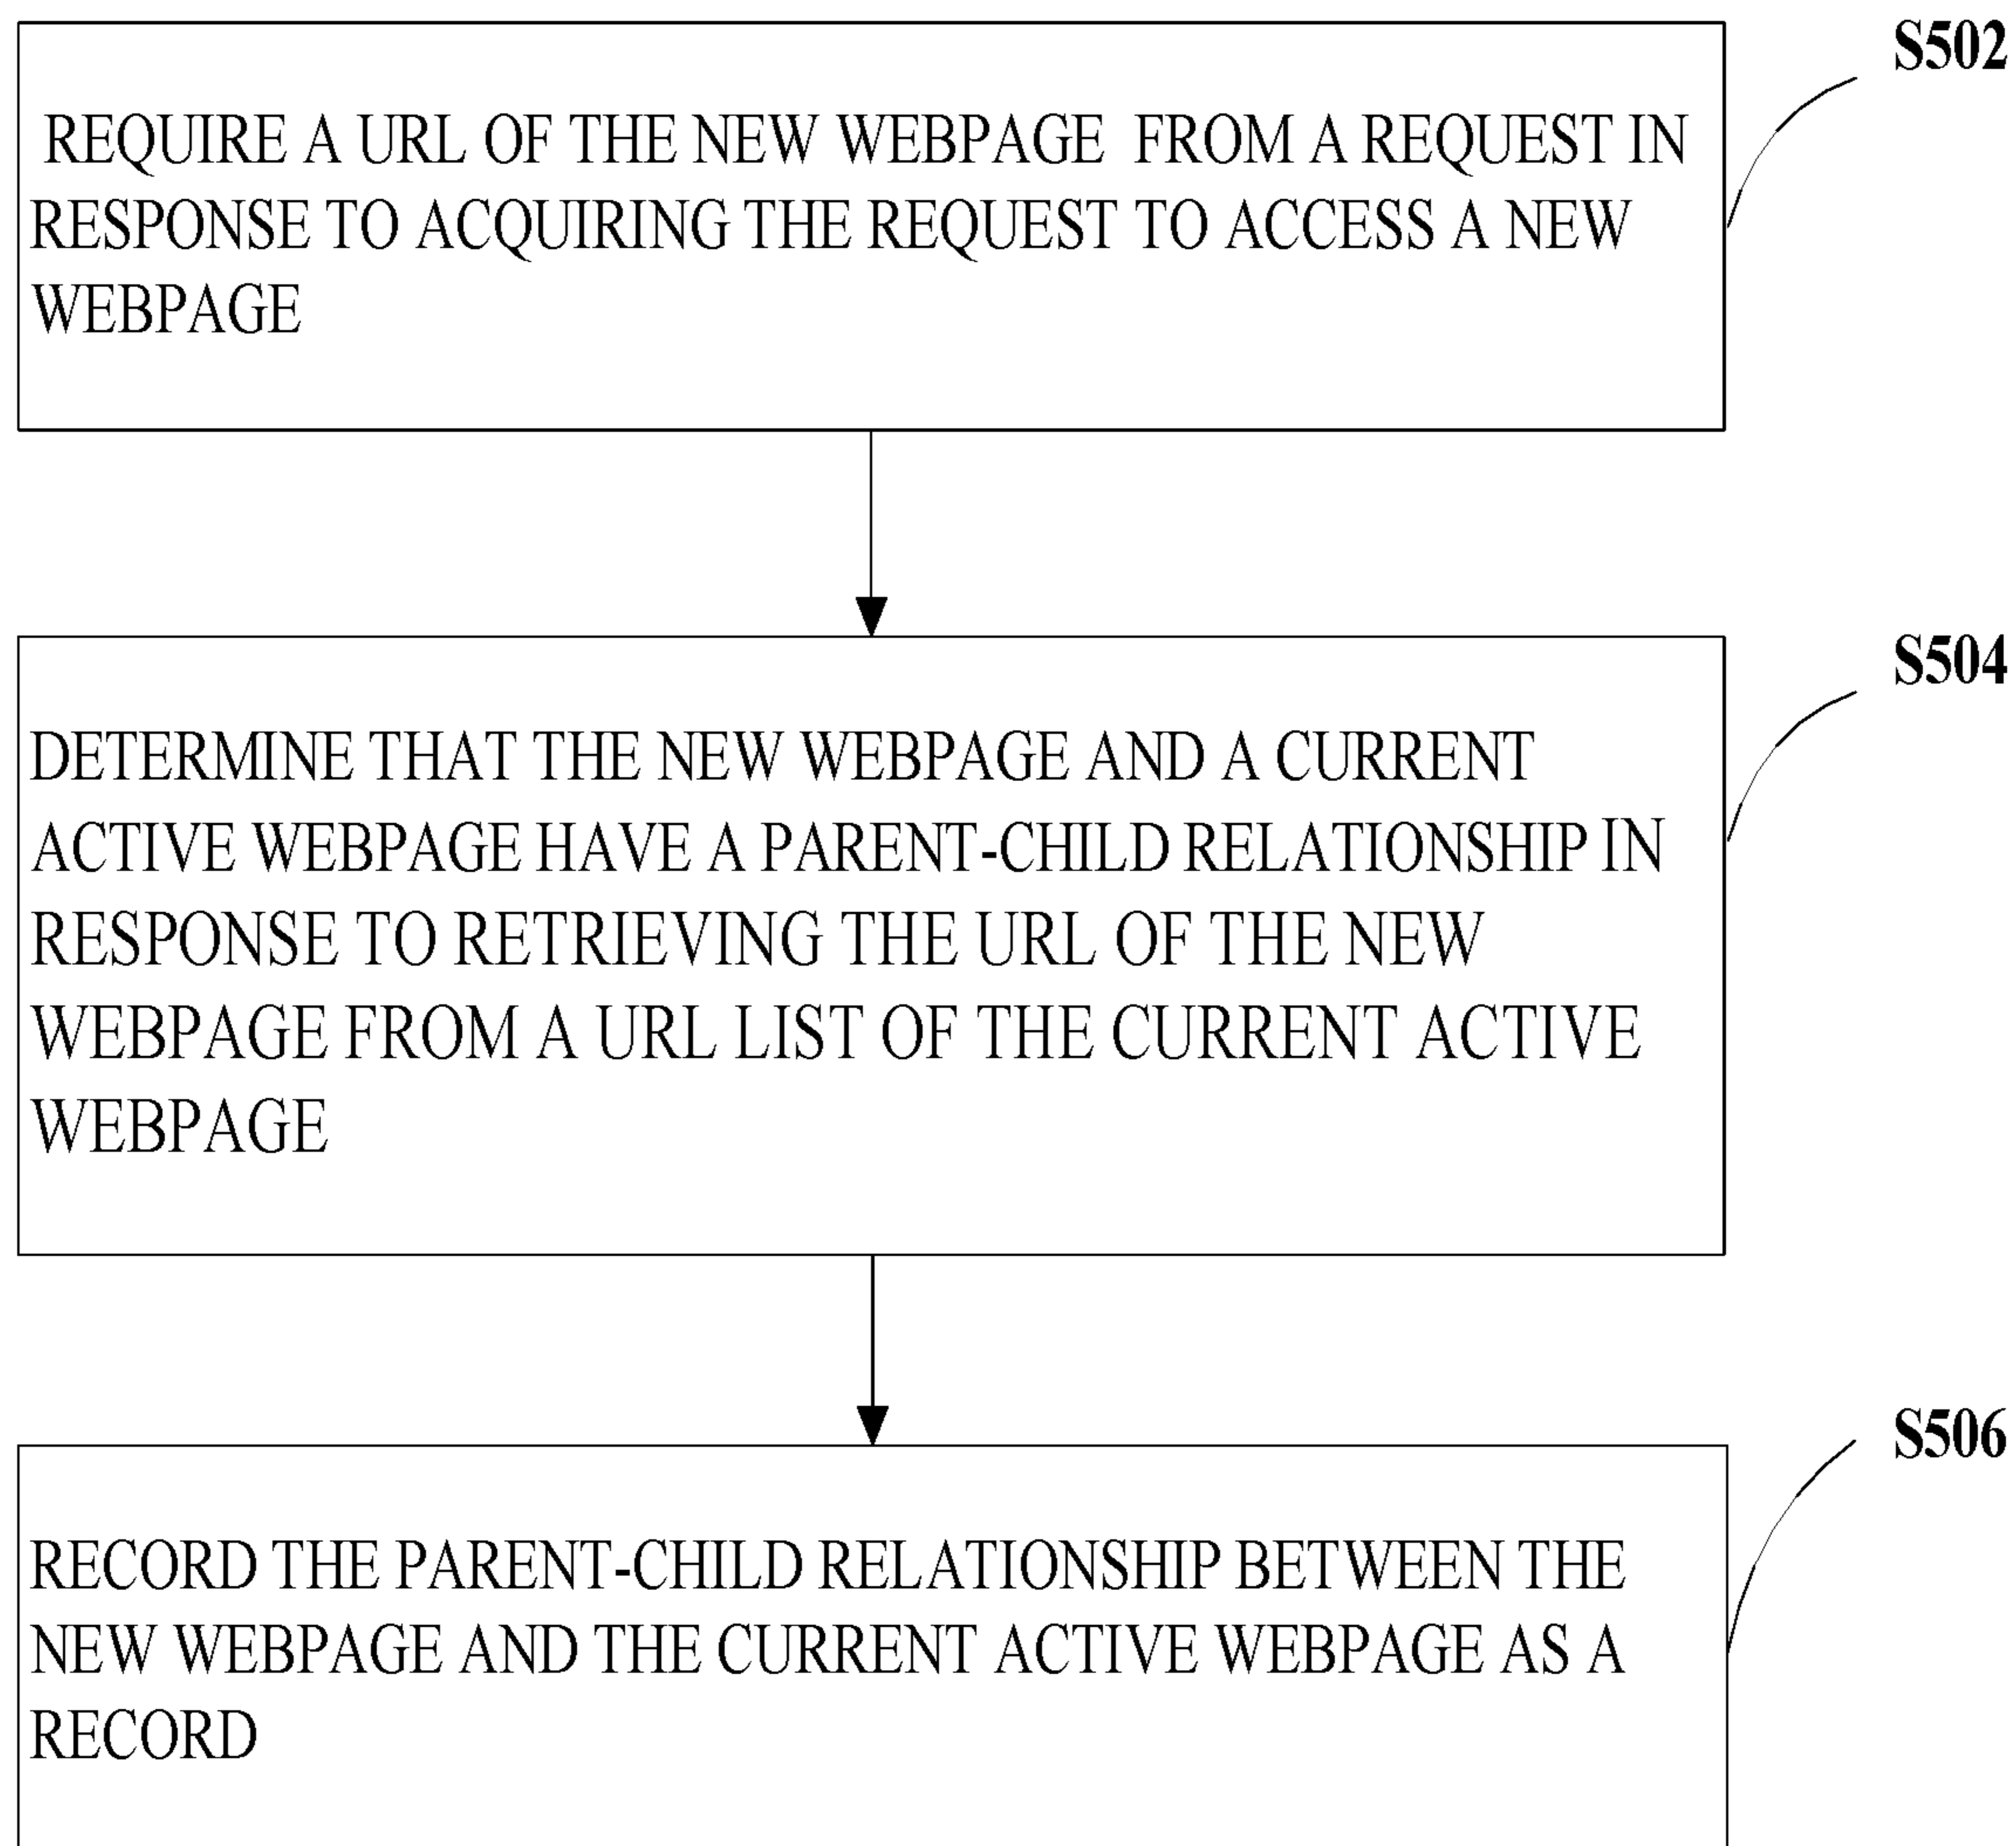 S502
REQUIRE A URL OF THE NEW WEBPAGE FROM A REQUEST IN
RESPONSE TO ACQUIRING THE REQUEST TO ACCESS A NEW
WEBPAGE
S504
DETERMINE THAT THE NEW WEBPAGE AND A CURRENT
ACTIVE WEBPAGE HAVE A PARENT-CHILD RELATIONSHIP IN
RESPONSE TO RETRIEVING THE URL OF THE NEW
WEBPAGE FROM A URL LIST OF THE CURRENT ACTIVE
WEBPAGE
S506
RECORD THE PARENT-CHILD RELATIONSHIP BETWEEN THE
NEW WEBPAGE AND THE CURRENT ACTIVE WEBPAGE AS A
RECORD